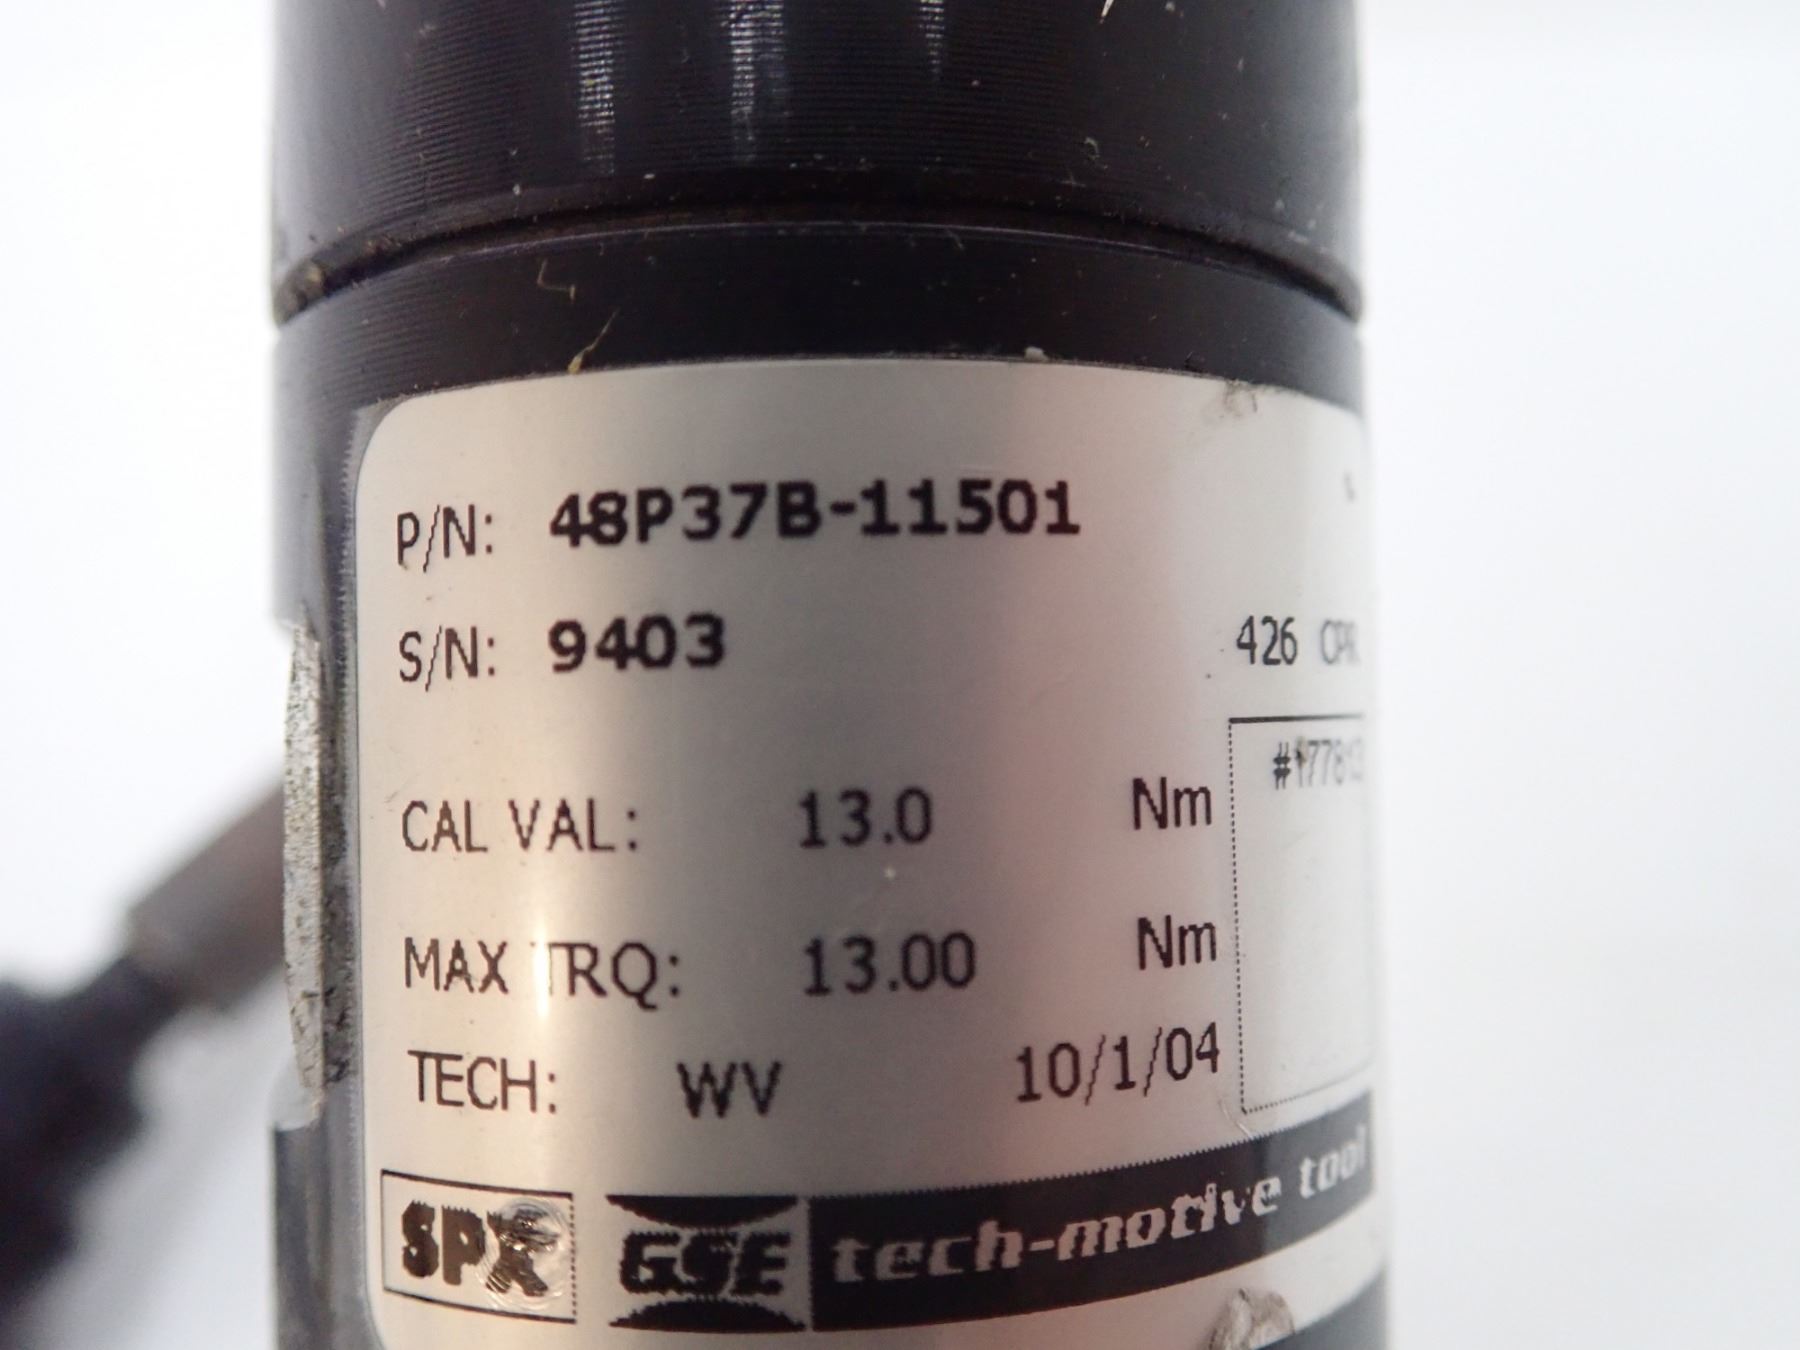 P/N: 48P37B-11501
S/N: 9403
426 CPR
CAL VAL: 13.0 Nm
MAX TRQ: 13.00 Nm
TECH: WV 10/1/04
SPX GSE tech-motive tool